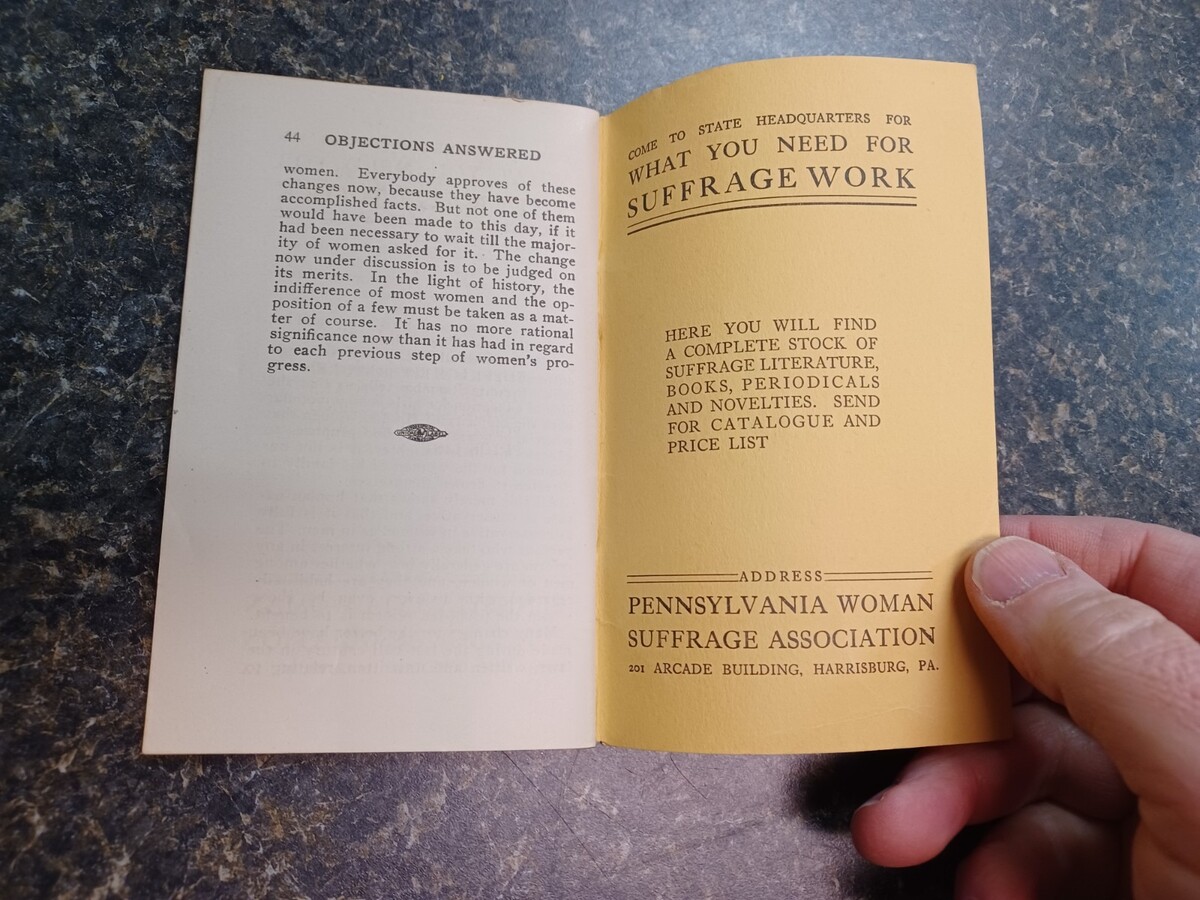 44 OBJECTIONS ANSWERED
women. Everybody approves of these
changes now, because they have become
accomplished facts. But not one of them
would have been made to this day, if it
had been necessary to wait till the major-
ity of women asked for it. The change
now under discussion is to be judged on
its merits. In the light of history, the
indifference of most women and the op-
position of a few must be taken as a mat-
ter of course. It has no more rational
significance now than it has had in regard
to each previous step of women's pro-
gress.
COME TO STATE HEADQUARTERS FOR
WHAT YOU NEED FOR
SUFFRAGE WORK
HERE YOU WILL FIND
A COMPLETE STOCK OF
SUFFRAGE LITERATURE,
BOOKS, PERIODICALS
AND NOVELTIES. SEND
FOR CATALOGUE AND
PRICE LIST
ADDRESS
PENNSYLVANIA WOMAN
SUFFRAGE ASSOCIATION
201 ARCADE BUILDING, HARRISBURG, PA.